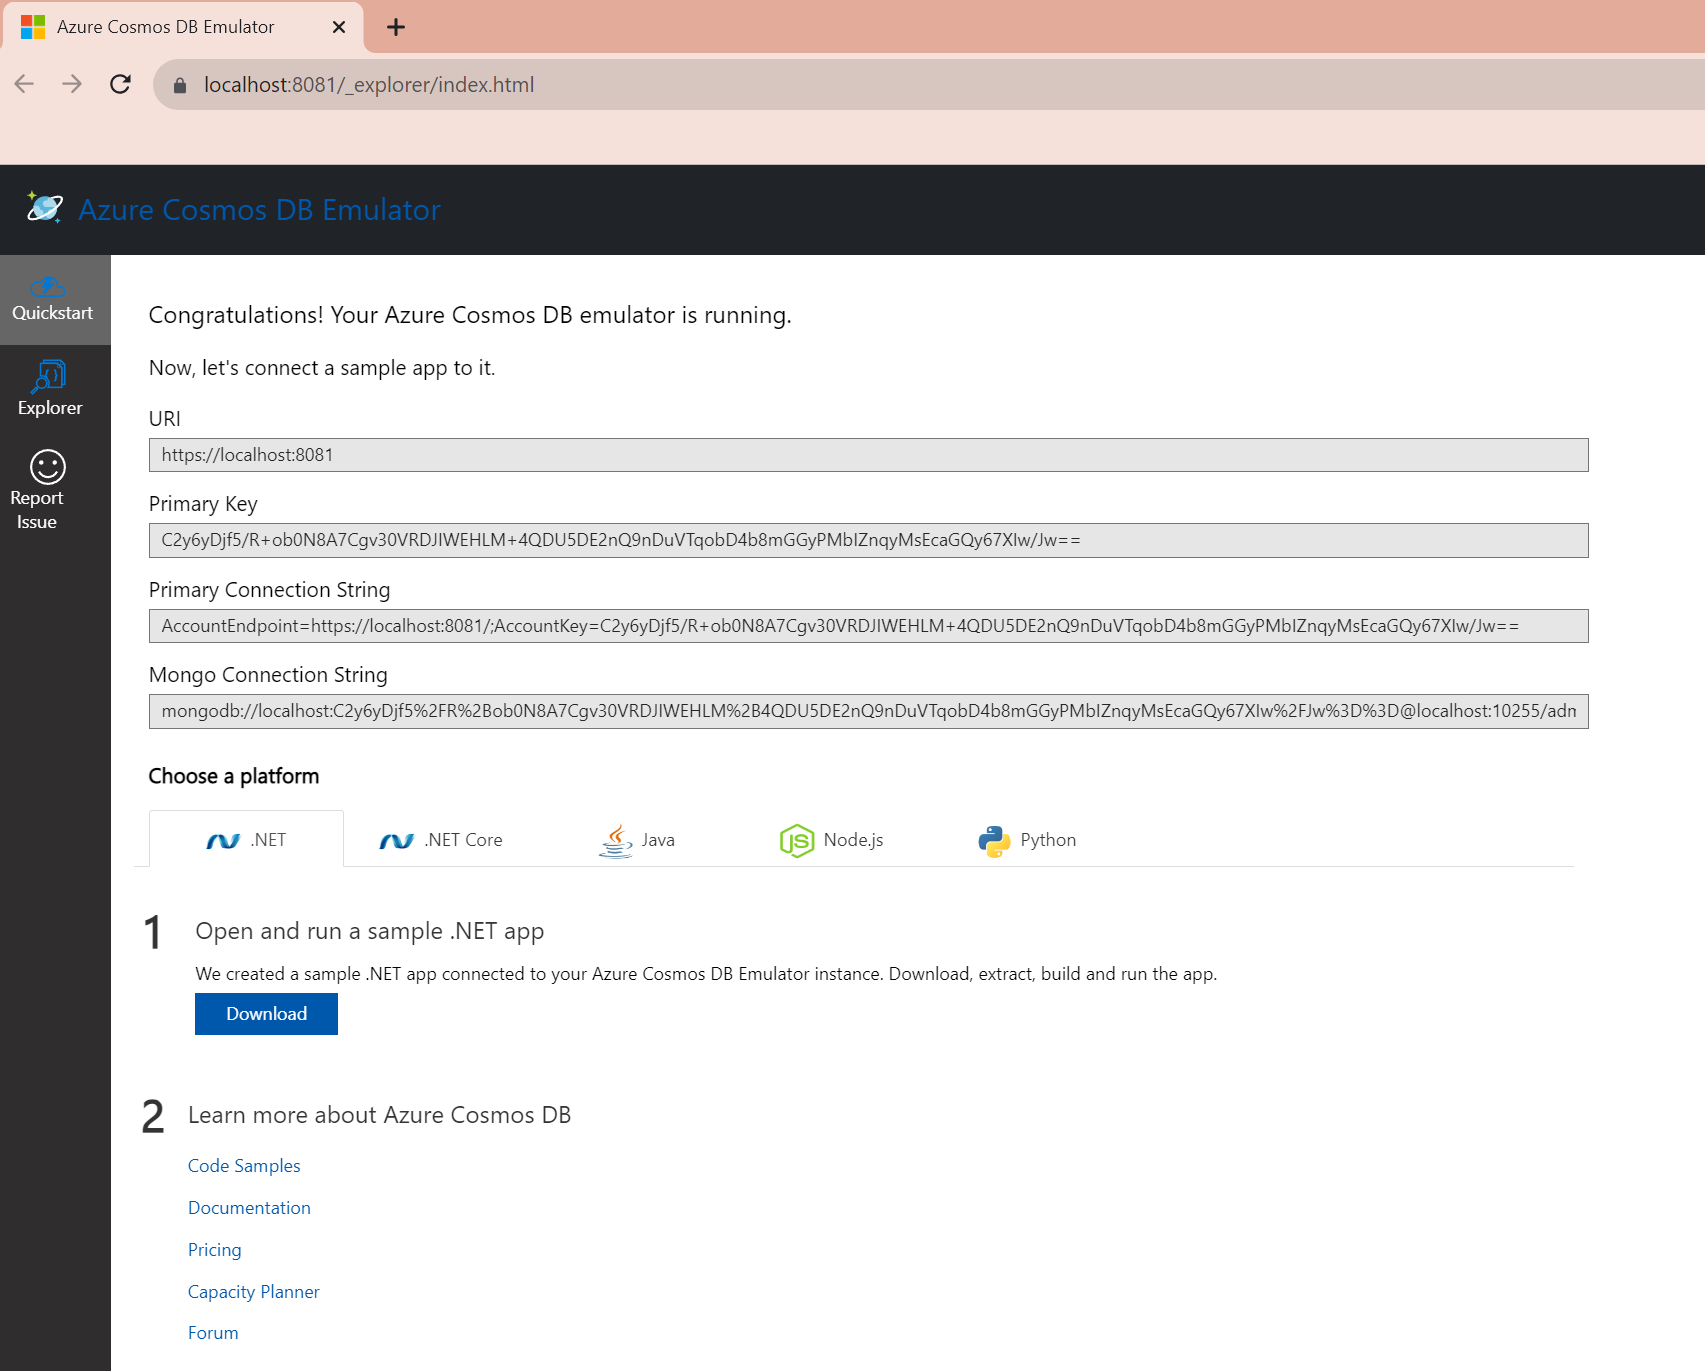 Azure Cosmos DB Emulator
localhost:8081/_explorer/index.html
Azure Cosmos DB Emulator
Quickstart
Explorer
Report
Issue
Congratulations! Your Azure Cosmos DB emulator is running.
Now, let's connect a sample app to it.
URI
https://localhost:8081
Primary Key
C2y6yDjf5/R+ob0N8A7Cgv30VRDJIWEHLM+4QDU5DE2nQ9nDuVTqobD4b8mGGyPMbIZnqyMsEcaGQy67XIw/Jw==
Primary Connection String
AccountEndpoint=https://localhost:8081/;AccountKey=C2y6yDjf5/R+ob0N8A7Cgv30VRDJIWEHLM+4QDU5DE2nQ9nDuVTqobD4b8mGGyPMbIZnqyMsEcaGQy67XIw/Jw==
Mongo Connection String
mongodb://localhost:C2y6yDjf5%2FR%2Bob0N8A7Cgv30VRDJIWEHLM%2B4QDU5DE2nQ9nDuVTqobD4b8mGGyPMbIZnqyMsEcaGQy67XIw%2FJw%3D%3D@localhost:10255/adm
Choose a platform
.NET
.NET Core
Java
JS
Node.js
Python
1
Open and run a sample .NET app
We created a sample .NET app connected to your Azure Cosmos DB Emulator instance. Download, extract, build and run the app.
Download
2
Learn more about Azure Cosmos DB
Code Samples
Documentation
Pricing
Capacity Planner
Forum